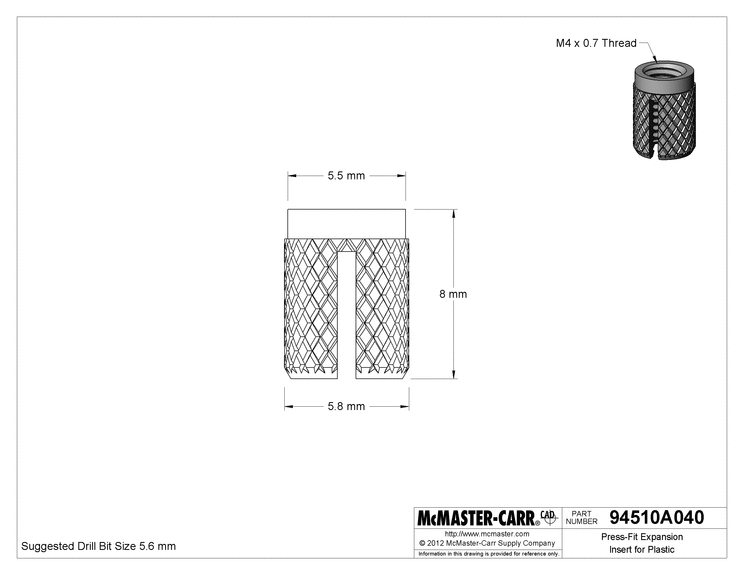 M4 x 0.7 Thread
5.5 mm
8 mm
5.8 mm
Suggested Drill Bit Size 5.6 mm
McMASTER-CARR® CAD
http://www.mcmaster.com
© 2012 McMaster-Carr Supply Company
Information in this drawing is provided for reference only.
PART
NUMBER
94510A040
Press-Fit Expansion
Insert for Plastic